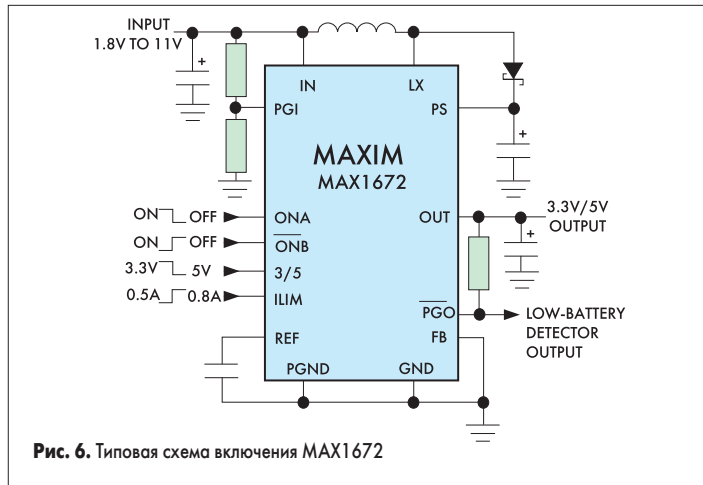 INPUT
1.8V TO 11V
+
IN
LX
PGI
PS
+
MAXIM
MAX1672
ON OFF
ONA
OUT
3.3V/5V
OUTPUT
ON OFF
ONB
+
3.3V 5V
3/5
0.5A 0.8A
ILIM
PGO
LOW-BATTERY
DETECTOR
OUTPUT
REF
FB
PGND
GND
Рис. 6. Типовая схема включения MAX1672